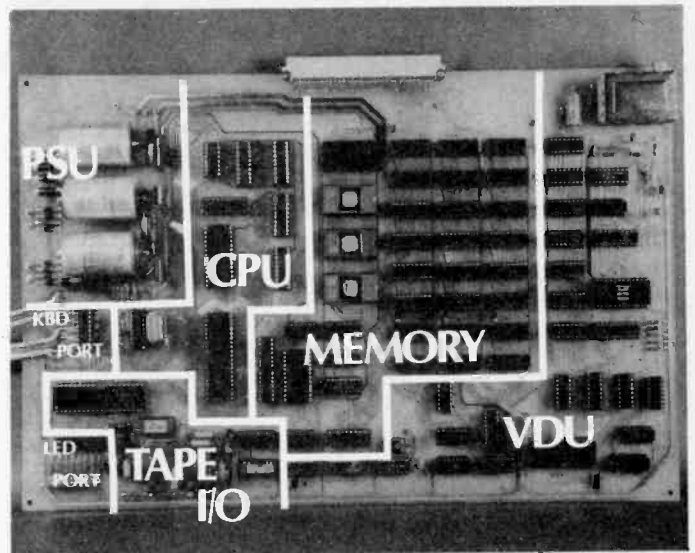 PSU
CPU
KBD
PORT
MEMORY
LED
PORT
TAPE
I/O
VDU